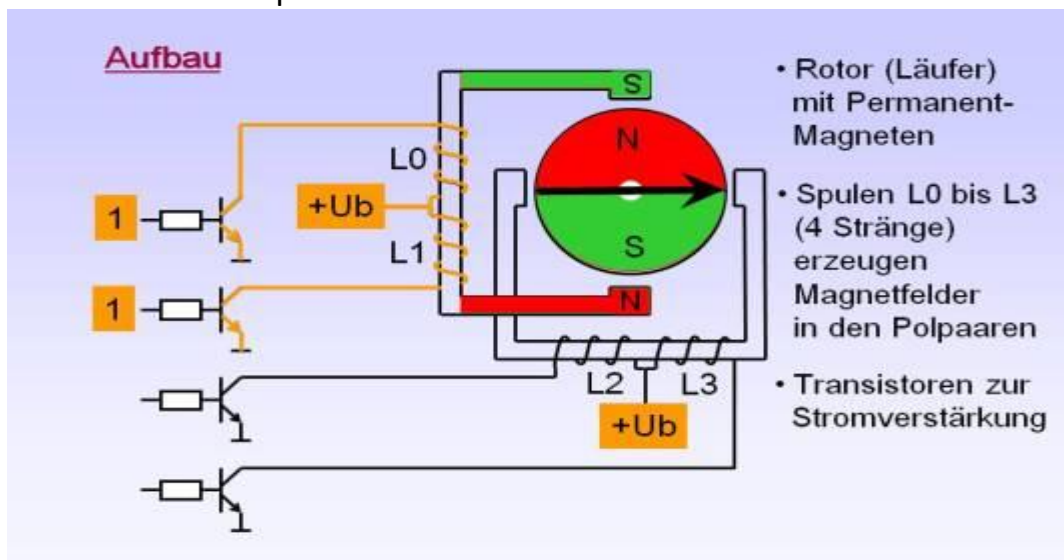 Aufbau
S
N
S
N
L0
+Ub
L1
1
1
L2
L3
+Ub
• Rotor (Läufer)
mit Permanent-
Magneten
• Spulen L0 bis L3
(4 Stränge)
erzeugen
Magnetfelder
in den Polpaaren
• Transistoren zur
Stromverstärkung